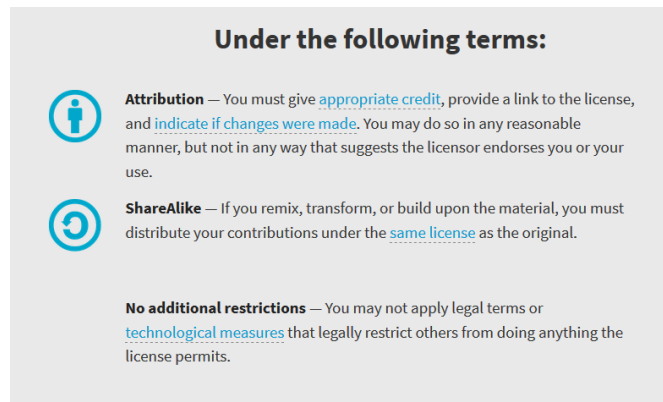 Under the following terms:
Attribution — You must give appropriate credit, provide a link to the license,
and indicate if changes were made. You may do so in any reasonable
manner, but not in any way that suggests the licensor endorses you or your
use.
ShareAlike — If you remix, transform, or build upon the material, you must
distribute your contributions under the same license as the original.
No additional restrictions — You may not apply legal terms or
technological measures that legally restrict others from doing anything the
license permits.